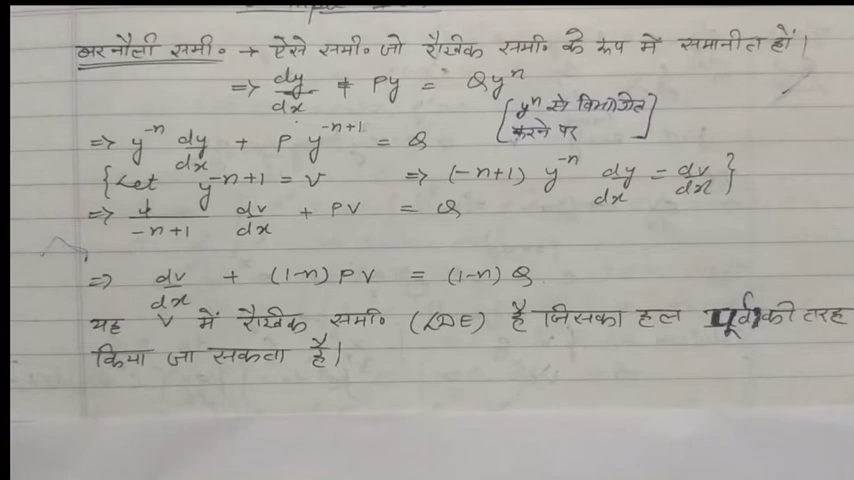 बरनौली समी० → ऐसे समी० जो रैखिक समी० के रूप में समानीत हों।
=> dy/dx + Py = Qy^n
[y^n से विभाजित करने पर]
=> y^-n dy/dx + P y^-n+1 = Q
{Let y^-n+1 = v => (-n+1) y^-n dy/dx = dv/dx}
=> 1/-n+1 dv/dx + PV = Q
=> dv/dx + (1-n) PV = (1-n) Q
यह V में रैखिक समी० (LDE) है जिसका हल पूर्व की तरह
किया जा सकता है।